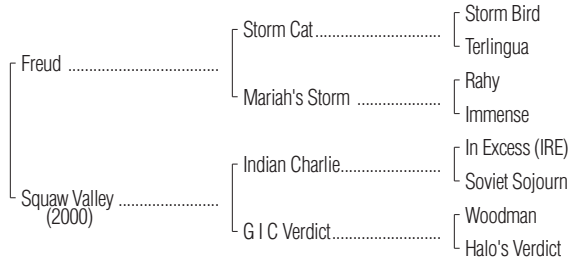 Storm Bird
Storm Cat
Terlingua
Freud
Rahy
Mariah's Storm
Immense
In Excess (IRE)
Indian Charlie
Soviet Sojourn
Squaw Valley
(2000)
Woodman
G I C Verdict
Halo's Verdict